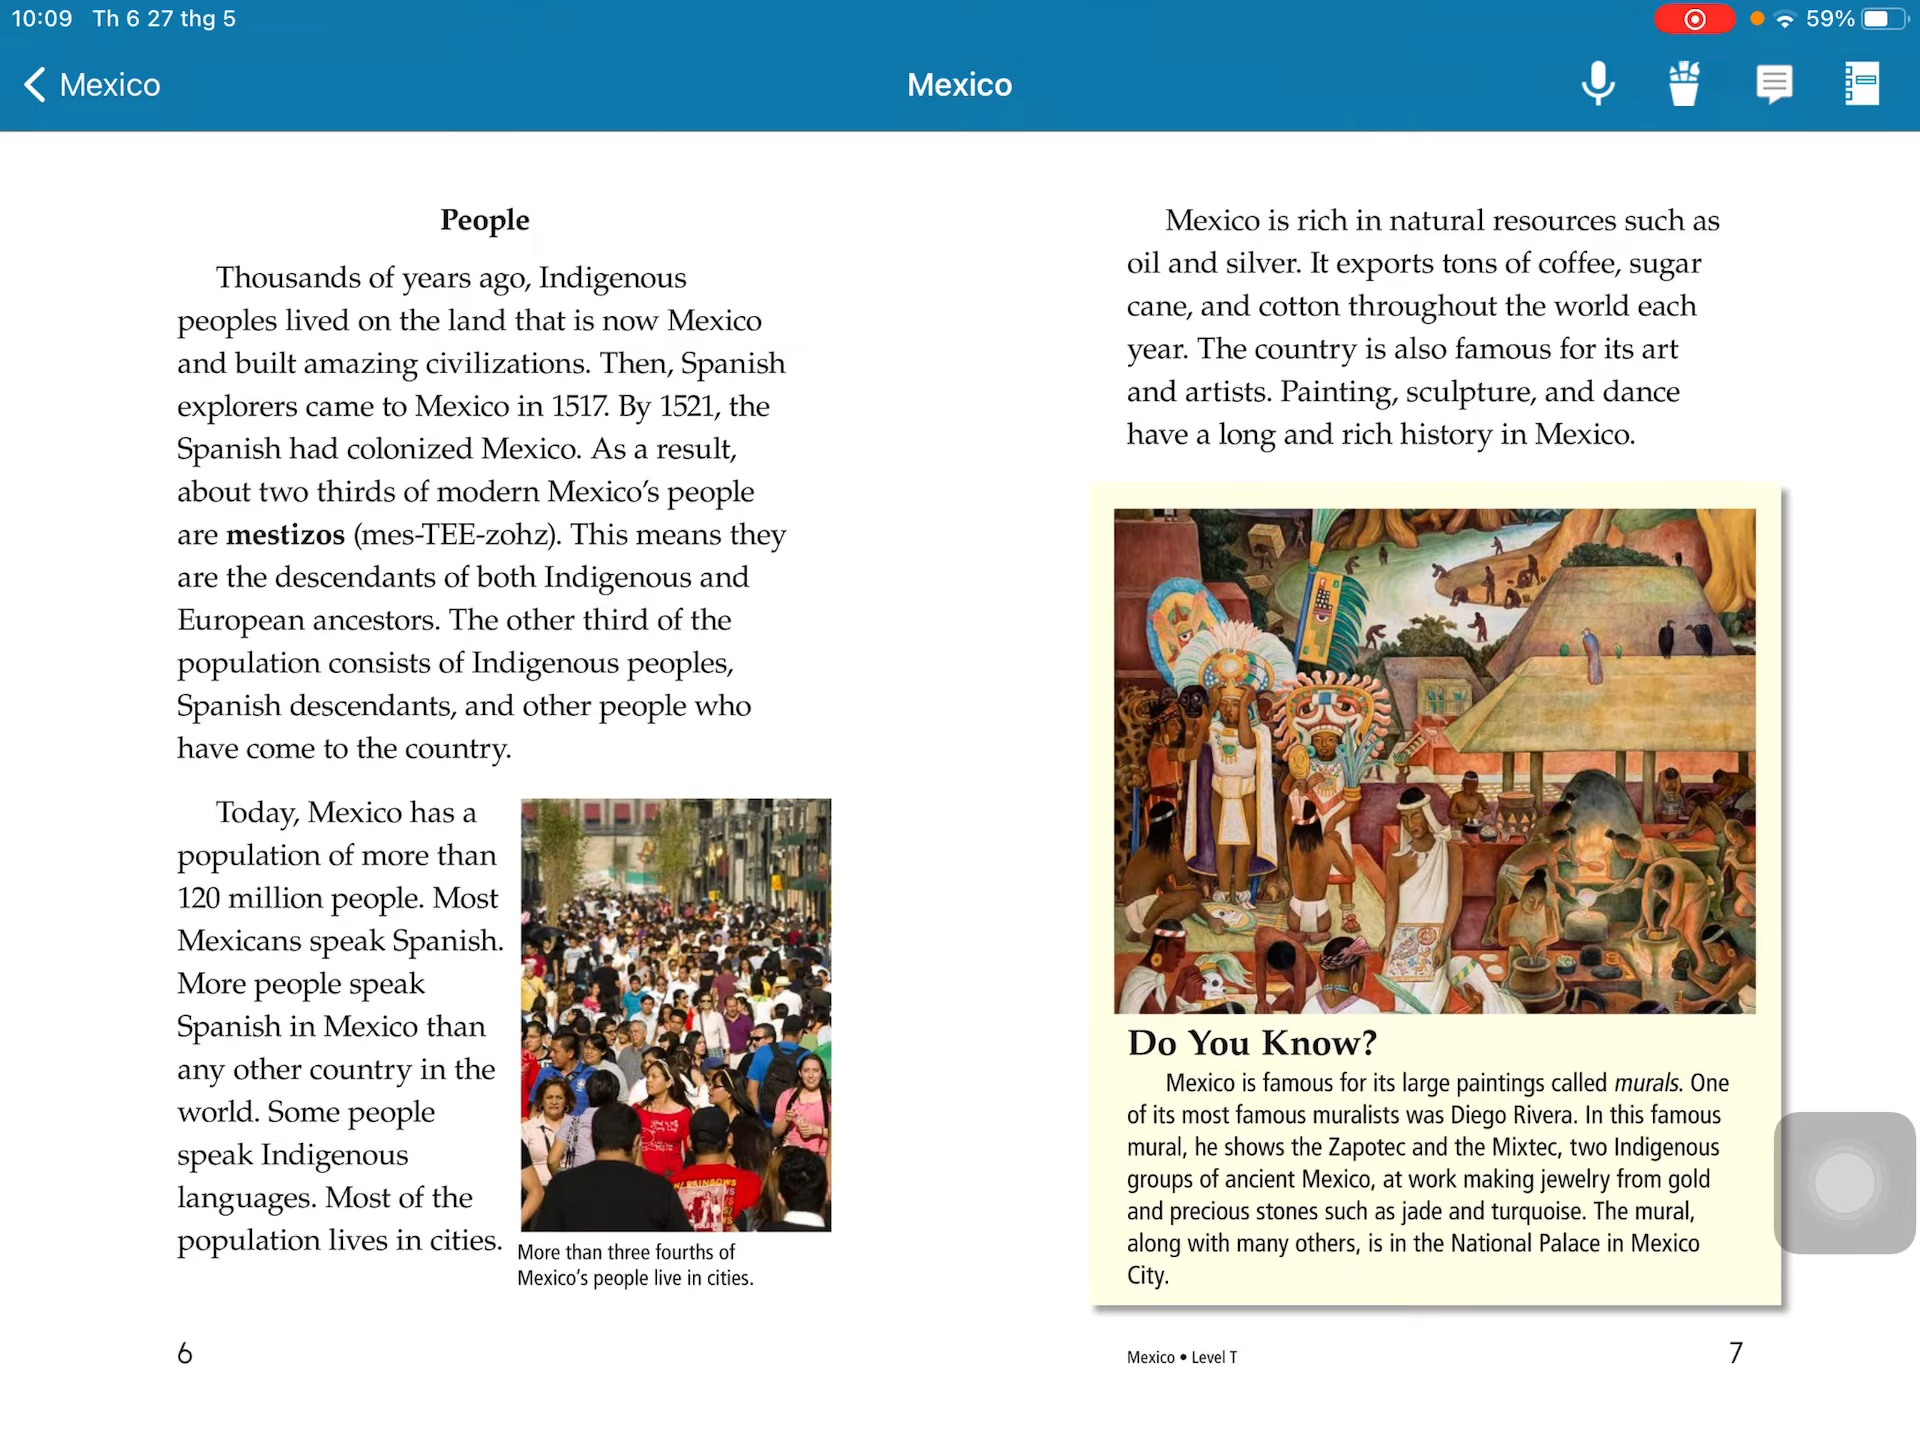 10:09 Th 6 27 thg 5
59%
Mexico
Mexico
People
Thousands of years ago, Indigenous
peoples lived on the land that is now Mexico
and built amazing civilizations. Then, Spanish
explorers came to Mexico in 1517. By 1521, the
Spanish had colonized Mexico. As a result,
about two thirds of modern Mexico's people
are mestizos (mes-TEE-zohz). This means they
are the descendants of both Indigenous and
European ancestors. The other third of the
population consists of Indigenous peoples,
Spanish descendants, and other people who
have come to the country.
Today, Mexico has a
population of more than
120 million people. Most
Mexicans speak Spanish.
More people speak
Spanish in Mexico than
any other country in the
world. Some people
speak Indigenous
languages. Most of the
population lives in cities.
More than three fourths of
Mexico's people live in cities.
6
Mexico is rich in natural resources such as
oil and silver. It exports tons of coffee, sugar
cane, and cotton throughout the world each
year. The country is also famous for its art
and artists. Painting, sculpture, and dance
have a long and rich history in Mexico.
Do You Know?
Mexico is famous for its large paintings called murals. One
of its most famous muralists was Diego Rivera. In this famous
mural, he shows the Zapotec and the Mixtec, two Indigenous
groups of ancient Mexico, at work making jewelry from gold
and precious stones such as jade and turquoise. The mural,
along with many others, is in the National Palace in Mexico
City.
Mexico • Level T
7